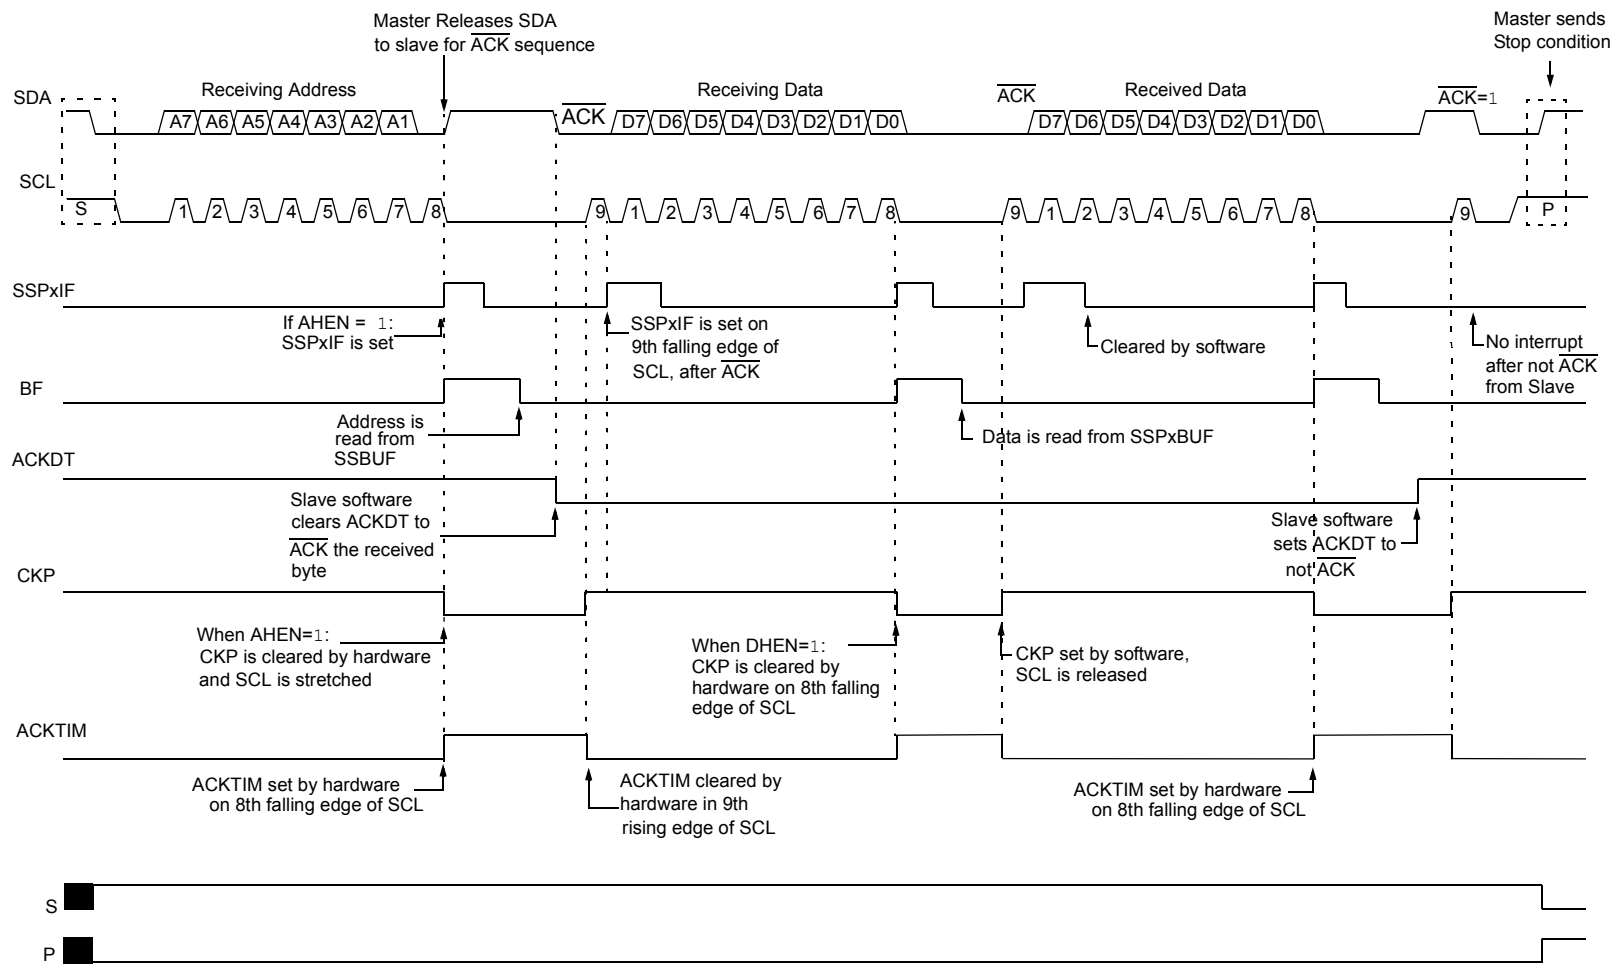 Master Releases SDA
to slave for ACK sequence
Master sends
Stop condition
SDA
Receiving Address
ACK
Receiving Data
ACK
Received Data
ACK=1
A7 A6 A5 A4 A3 A2 A1
D7 D6 D5 D4 D3 D2 D1 D0
D7 D6 D5 D4 D3 D2 D1 D0
SCL
S
1 2 3 4 5 6 7 8
9 1 2 3 4 5 6 7 8
9 1 2 3 4 5 6 7 8
9
P
SSPxIF
If AHEN = 1:
SSPxIF is set
SSPxIF is set on
9th falling edge of
SCL, after ACK
Cleared by software
No interrupt
after not ACK
from Slave
BF
Address is
read from
SSBUF
Data is read from SSPxBUF
ACKDT
Slave software
clears ACKDT to
ACK the received
byte
Slave software
sets ACKDT to
not ACK
CKP
When AHEN=1:
CKP is cleared by hardware
and SCL is stretched
When DHEN=1:
CKP is cleared by
hardware on 8th falling
edge of SCL
CKP set by software,
SCL is released
ACKTIM
ACKTIM set by hardware
on 8th falling edge of SCL
ACKTIM cleared by
hardware in 9th
rising edge of SCL
ACKTIM set by hardware
on 8th falling edge of SCL
S
P